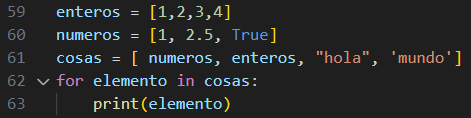 59 enteros = [1,2,3,4]
60 numeros = [1, 2.5, True]
61 cosas = [ numeros, enteros, "hola", 'mundo']
62 for elemento in cosas:
63     print(elemento)